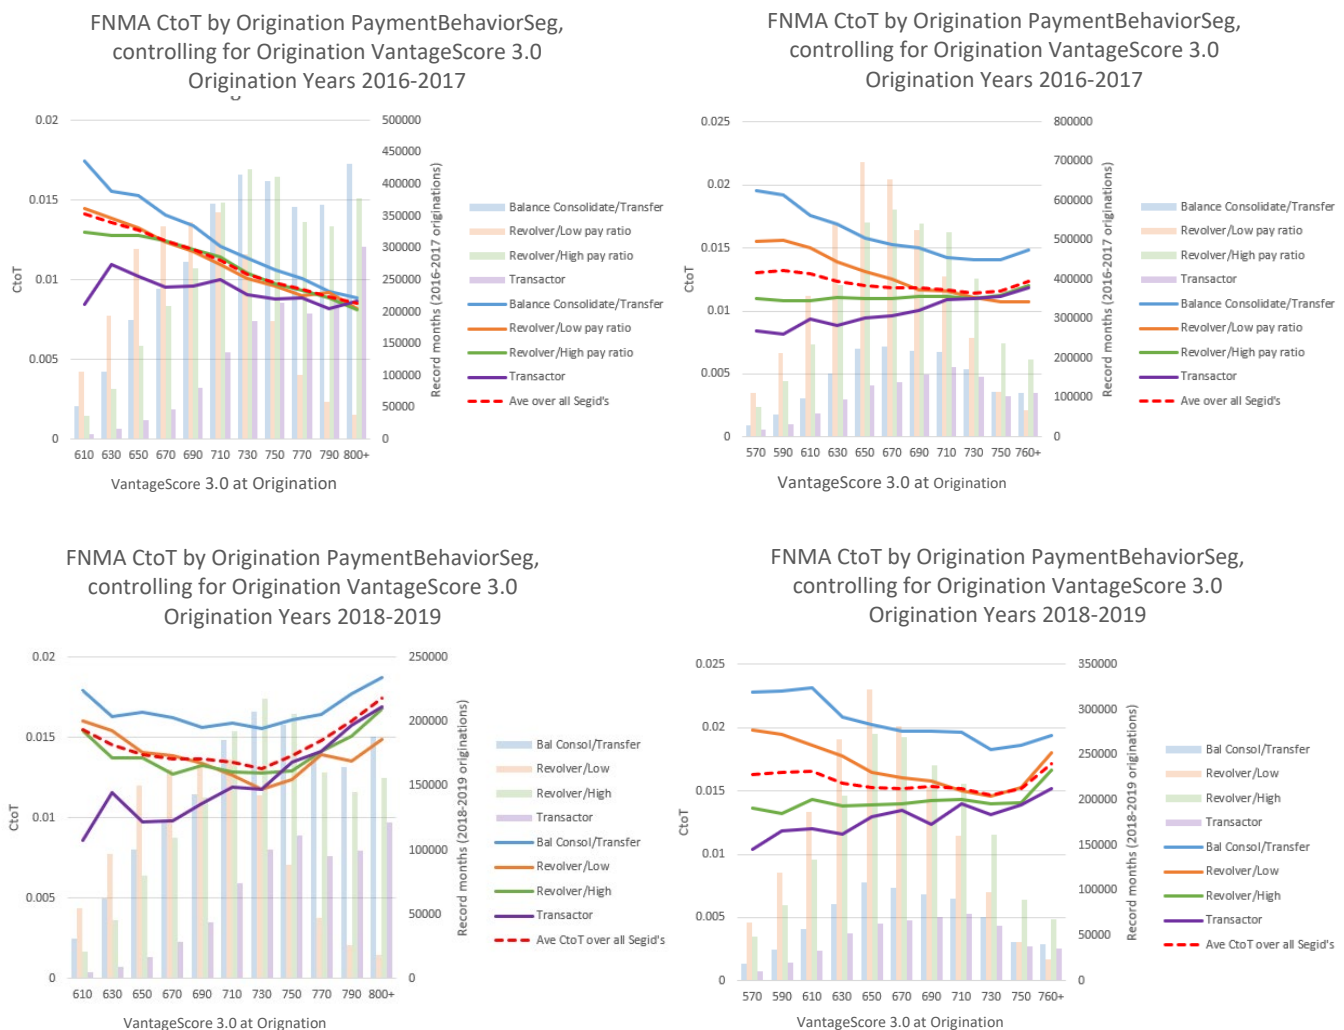 FNMA CtoT by Origination PaymentBehaviorSeg,
controlling for Origination VantageScore 3.0
Origination Years 2016-2017
0.02
0.015
0.01
0.005
0
CtoT
500000
450000
400000
350000
300000
250000
200000
150000
100000
50000
0
Record months (2016-2017 originations)
610 630 650 670 690 710 730 750 770 790 800+
VantageScore 3.0 at Origination
Balance Consolidate/Transfer
Revolver/Low pay ratio
Revolver/High pay ratio
Transactor
Balance Consolidate/Transfer
Revolver/Low pay ratio
Revolver/High pay ratio
Transactor
Ave over all Segid's
FNMA CtoT by Origination PaymentBehaviorSeg,
controlling for Origination VantageScore 3.0
Origination Years 2016-2017
0.025
0.02
0.015
0.01
0.005
0
CtoT
800000
700000
600000
500000
400000
300000
200000
100000
0
Record months (2016-2017 originations)
570 590 610 630 650 670 690 710 730 750 760+
VantageScore 3.0 at Origination
Balance Consolidate/Transfer
Revolver/Low pay ratio
Revolver/High pay ratio
Transactor
Balance Consolidate/Transfer
Revolver/Low pay ratio
Revolver/High pay ratio
Transactor
Ave over all Segid's
FNMA CtoT by Origination PaymentBehaviorSeg,
controlling for Origination VantageScore 3.0
Origination Years 2018-2019
0.02
0.015
0.01
0.005
0
CtoT
250000
200000
150000
100000
50000
0
Record months (2018-2019 originations)
610 630 650 670 690 710 730 750 770 790 800+
VantageScore 3.0 at Orignation
Bal Consol/Transfer
Revolver/Low
Revolver/High
Transactor
Bal Consol/Transfer
Revolver/Low
Revolver/High
Transactor
Ave CtoT over all Segid's
FNMA CtoT by Origination PaymentBehaviorSeg,
controlling for Origination VantageScore 3.0
Origination Years 2018-2019
0.025
0.02
0.015
0.01
0.005
0
CtoT
350000
300000
250000
200000
150000
100000
50000
0
Record months (2018-2019 originations)
570 590 610 630 650 670 690 710 730 750 760+
VantageScore 3.0 at Origination
Bal Consol/Transfer
Revolver/Low
Revolver/High
Transactor
Bal Consol/Transfer
Revolver/Low
Revolver/High
Transactor
Ave CtoT over all Segid's